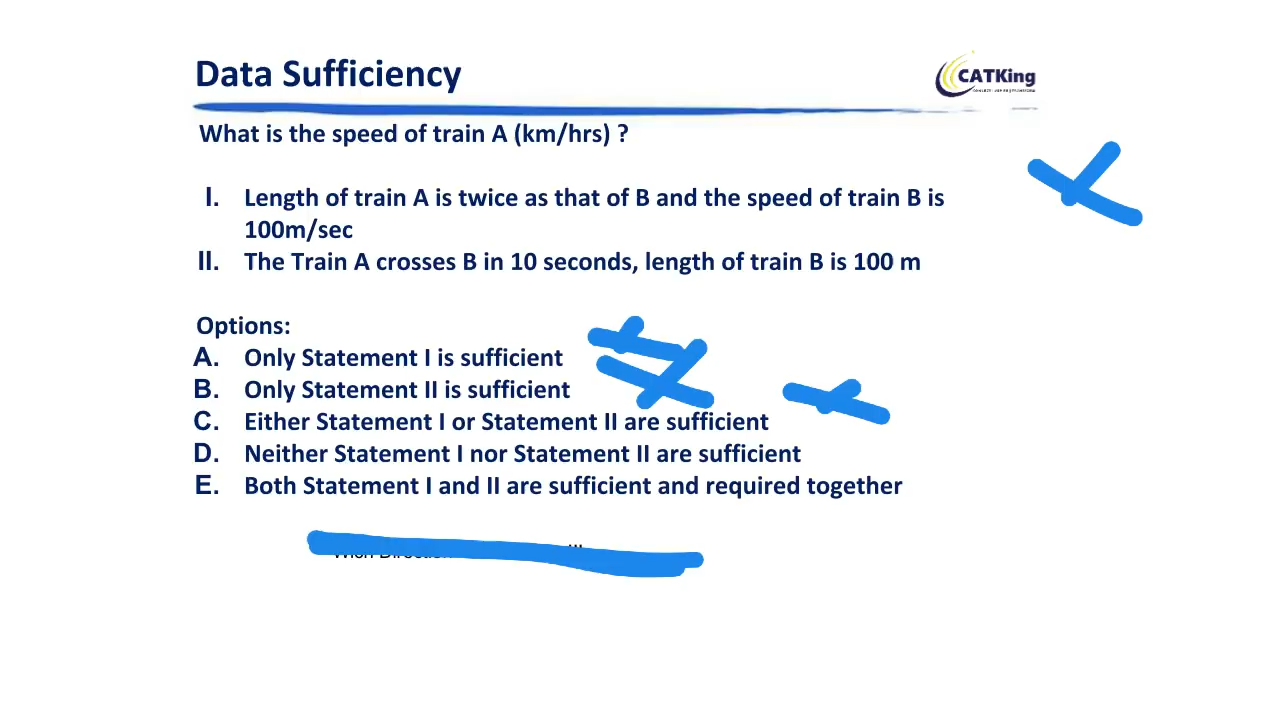 Data Sufficiency
CATKing
What is the speed of train A (km/hrs) ?
I. Length of train A is twice as that of B and the speed of train B is
100m/sec
II. The Train A crosses B in 10 seconds, length of train B is 100 m
Options:
A. Only Statement I is sufficient
B. Only Statement II is sufficient
C. Either Statement I or Statement II are sufficient
D. Neither Statement I nor Statement II are sufficient
E. Both Statement I and II are sufficient and required together